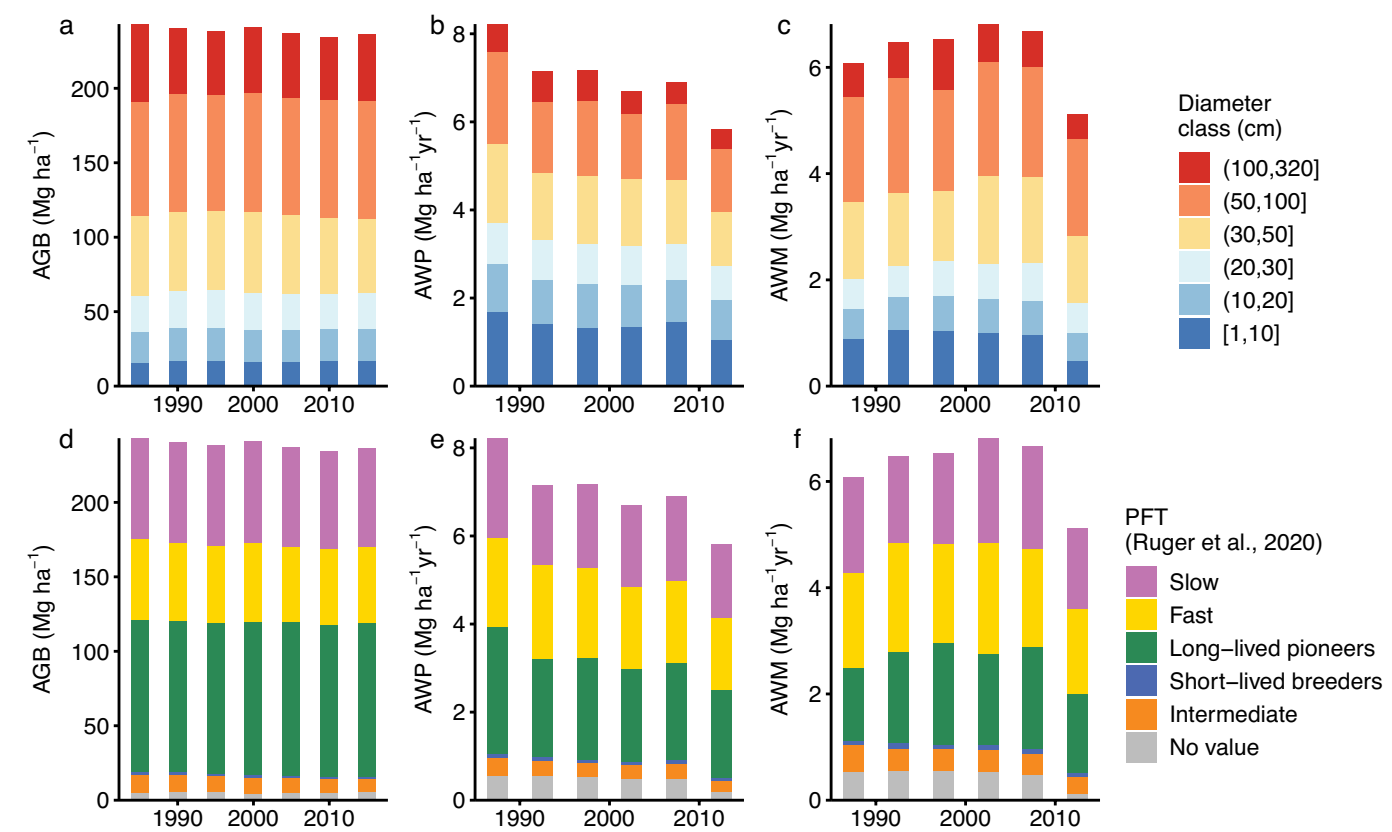 a
AGB (Mg ha−1)
200
150
100
50
0
1990 2000 2010
b
AWP (Mg ha−1yr−1)
8
6
4
2
0
1990 2000 2010
c
AWM (Mg ha−1yr−1)
6
4
2
0
1990 2000 2010
Diameter
class (cm)
(100,320]
(50,100]
(30,50]
(20,30]
(10,20]
[1,10]
d
AGB (Mg ha−1)
200
150
100
50
0
1990 2000 2010
e
AWP (Mg ha−1yr−1)
8
6
4
2
0
1990 2000 2010
f
AWM (Mg ha−1yr−1)
6
4
2
0
1990 2000 2010
PFT
(Ruger et al., 2020)
Slow
Fast
Long−lived pioneers
Short−lived breeders
Intermediate
No value